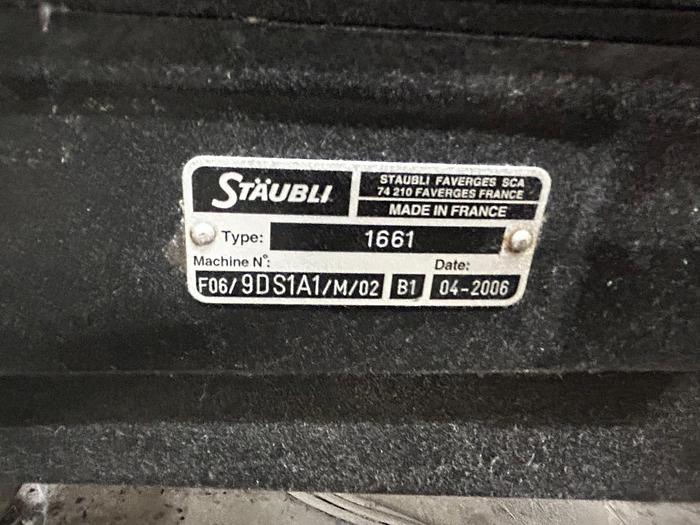 STÄUBLI
STAUBLI FAVERGES SCA
74 210 FAVERGES FRANCE
MADE IN FRANCE
Type: 1661
Machine N°:
Date:
F06/9DS1A1/M/02 B1 04-2006